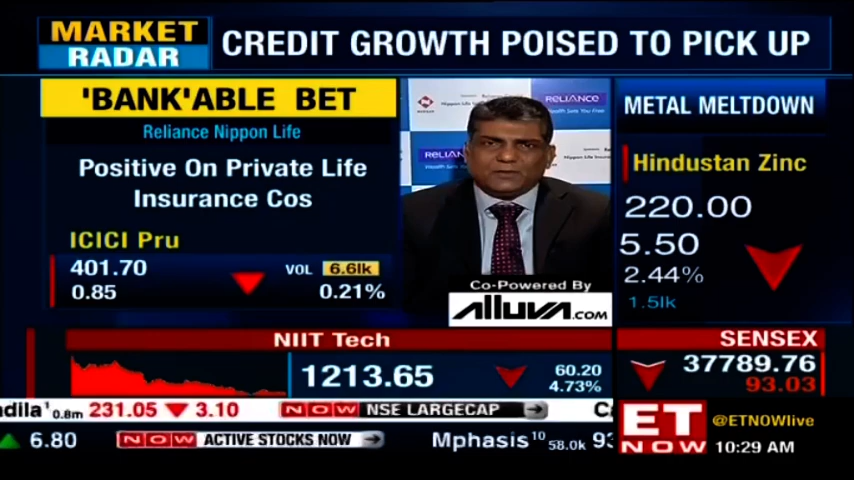 MARKET
RADAR
CREDIT GROWTH POISED TO PICK UP
'BANK'ABLE BET
Reliance Nippon Life
Positive On Private Life
Insurance Cos
ICICI Pru
401.70
VOL 6.6lk
0.85
0.21%
RELIANCE
RELIANCE
Co-Powered By
Alluva.com
METAL MELTDOWN
Hindustan Zinc
220.00
5.50
2.44%
1.5lk
NIIT Tech
1213.65
60.20
4.73%
SENSEX
37789.76
93.03
dila¹ 0.8m 231.05 3.10 NOW NSE LARGECAP
6.80 NOW ACTIVE STOCKS NOW Mphasis¹⁰ 58.0k 93
ET
NOW
@ETNOWlive
10:29 AM